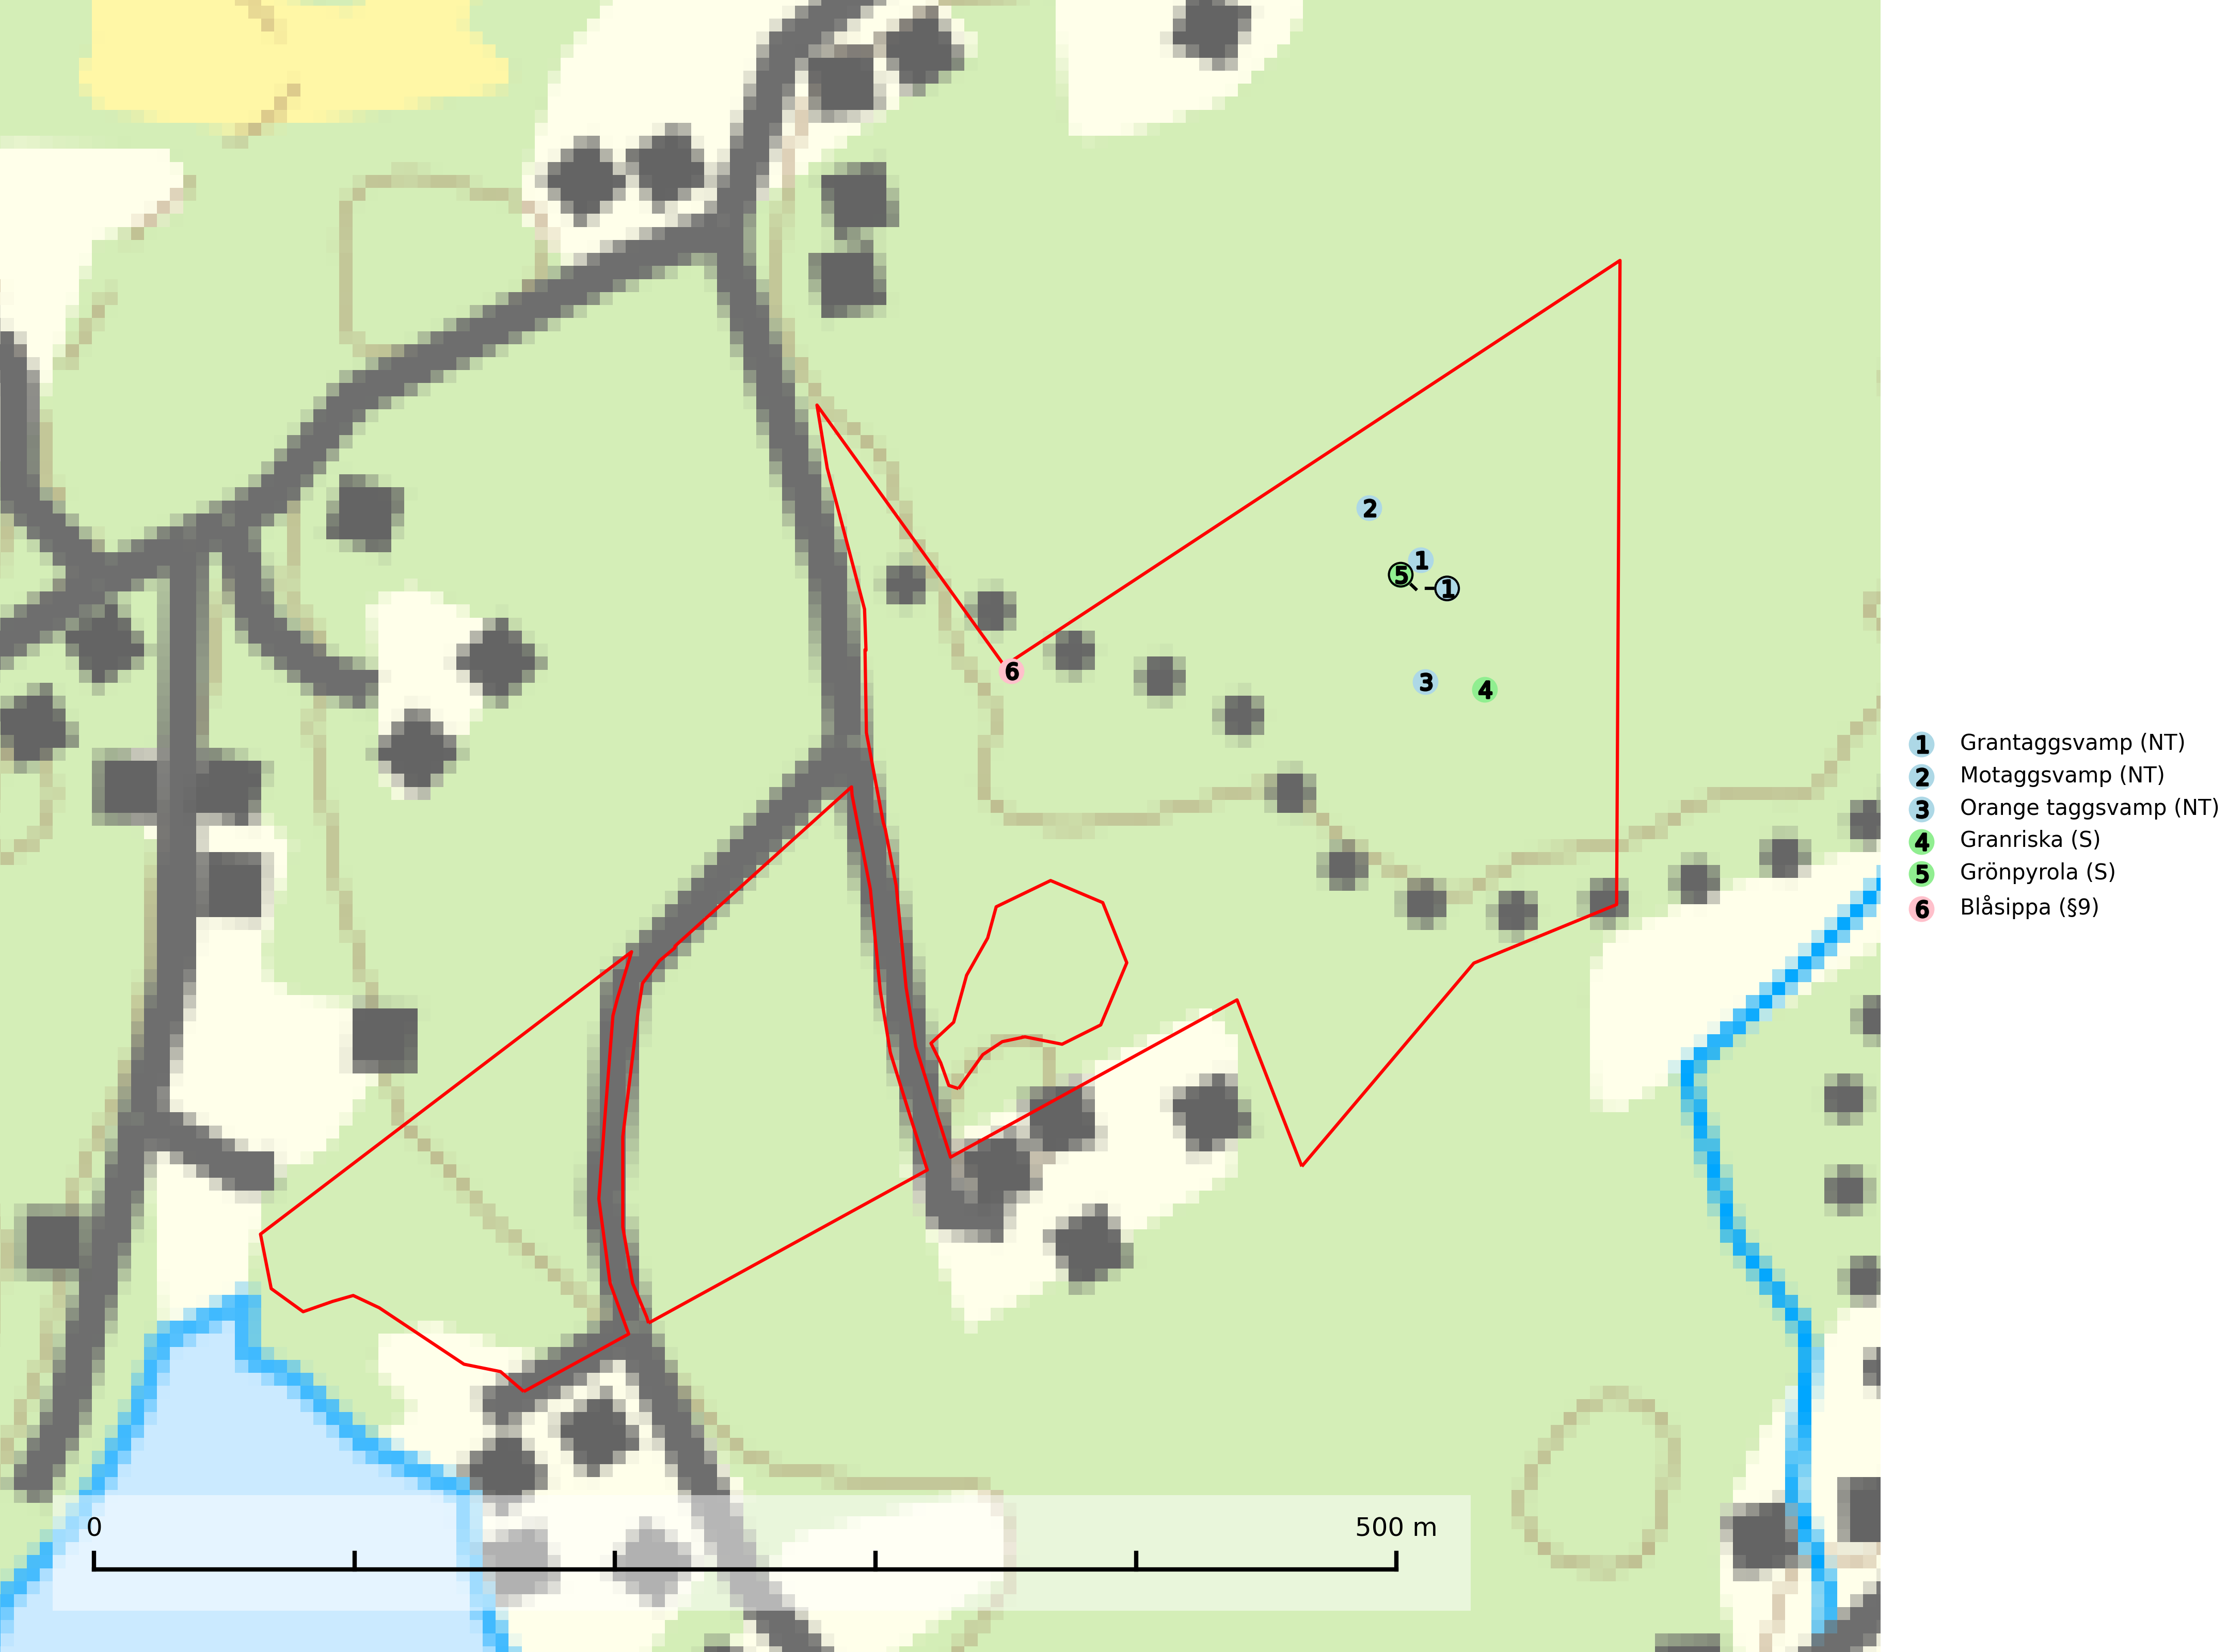 2
1
5
1
6
3
4
1 Grantaggsvamp (NT)
2 Motaggsvamp (NT)
3 Orange taggsvamp (NT)
4 Granriska (S)
5 Grönpyrola (S)
6 Blåsippa (§9)
0 500 m